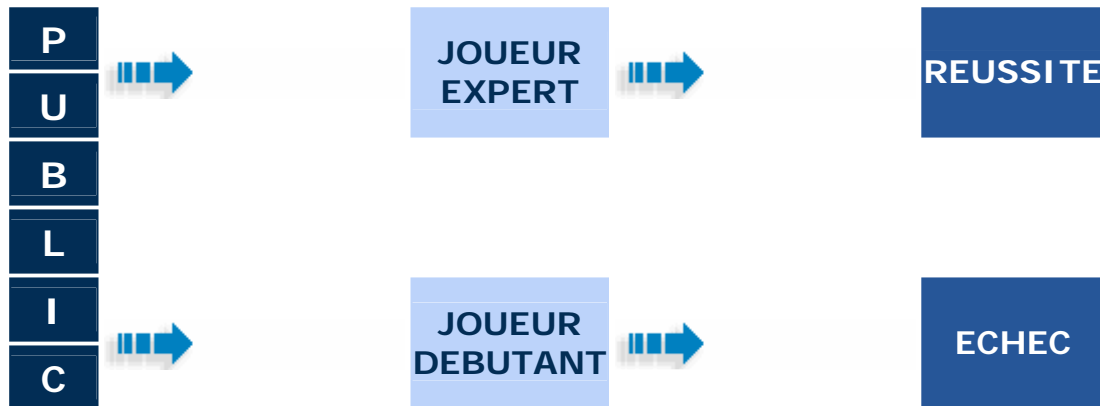 P
U
B
L
I
C
JOUEUR
EXPERT
REUSSITE
JOUEUR
DEBUTANT
ECHEC